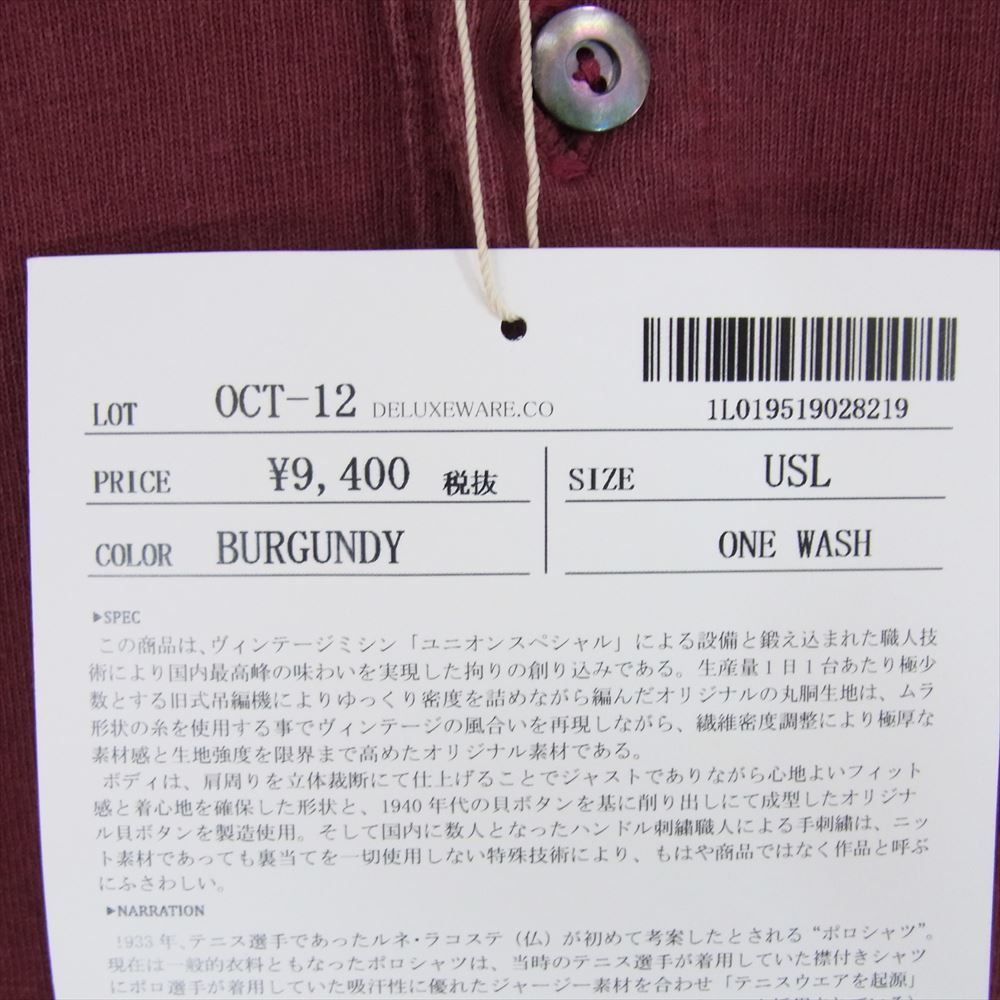 1L019519028219
LOT OCT-12 DELUXEWARE.CO
PRICE ¥9,400 税抜 SIZE USL
COLOR BURGUNDY ONE WASH
▶SPEC
この商品は、ヴィンテージミシン「ユニオンスペシャル」による設備と鍛え込まれた職人技
術により国内最高峰の味わいを実現した拘りの創り込みである。生産量1日1台あたり極少
数とする旧式吊編機によりゆっくり密度を詰めながら編んだオリジナルの丸胴生地は、ムラ
形状の糸を使用する事でヴィンテージの風合いを再現しながら、繊維密度調整により極厚な
素材感と生地強度を限界まで高めたオリジナル素材である。
ボディは、肩周りを立体裁断にて仕上げることでジャストでありながら心地よいフィット
感と着心地を確保した形状と、1940年代の貝ボタンを基に削り出しにて成型したオリジナ
ル貝ボタンを製造使用。そして国内に数人となったハンドル刺繍職人による手刺繍は、ニッ
ト素材であっても裏当てを一切使用しない特殊技術により、もはや商品ではなく作品と呼ぶ
にふさわしい。
▶NARRATION
1933年、テニス選手であったルネ・ラコステ（仏）が初めて考案したとされる“ポロシャツ”。
現在は一般的衣料ともなったポロシャツは、当時のテニス選手が着用していた襟付きシャツ
にポロ選手が着用していた吸汗性に優れたジャージー素材を合わせ「テニスウエアを起源」